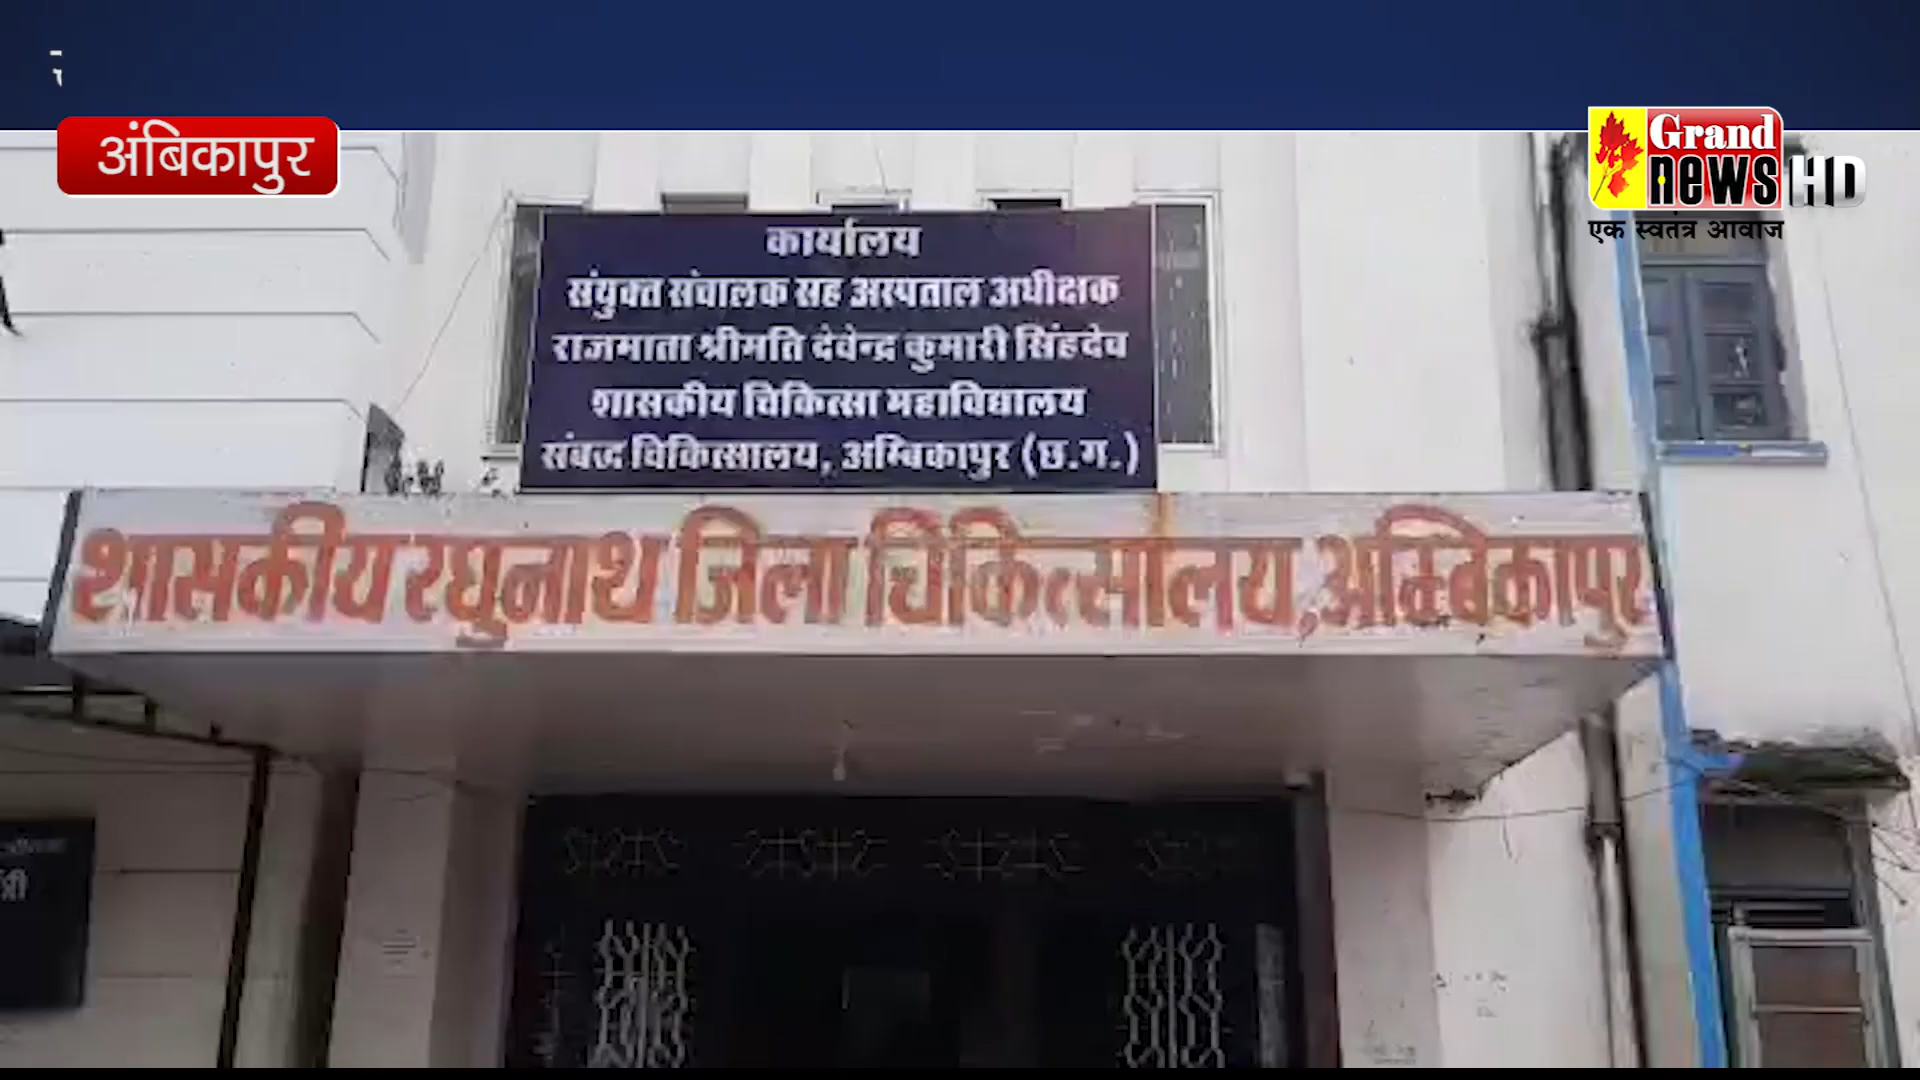 अंबिकापुर
Grand
news HD
एक स्वतंत्र आवाज
कार्यालय
संयुक्त संचालक सह अस्पताल अधीक्षक
राजमाता श्रीमति देवेन्द्र कुमारी सिंहदेव
शासकीय चिकित्सा महाविद्यालय
संबद्ध चिकित्सालय, अम्बिकापुर (छ.ग.)
शासकीय रघुनाथ जिला चिकित्सालय,अम्बिकापुर